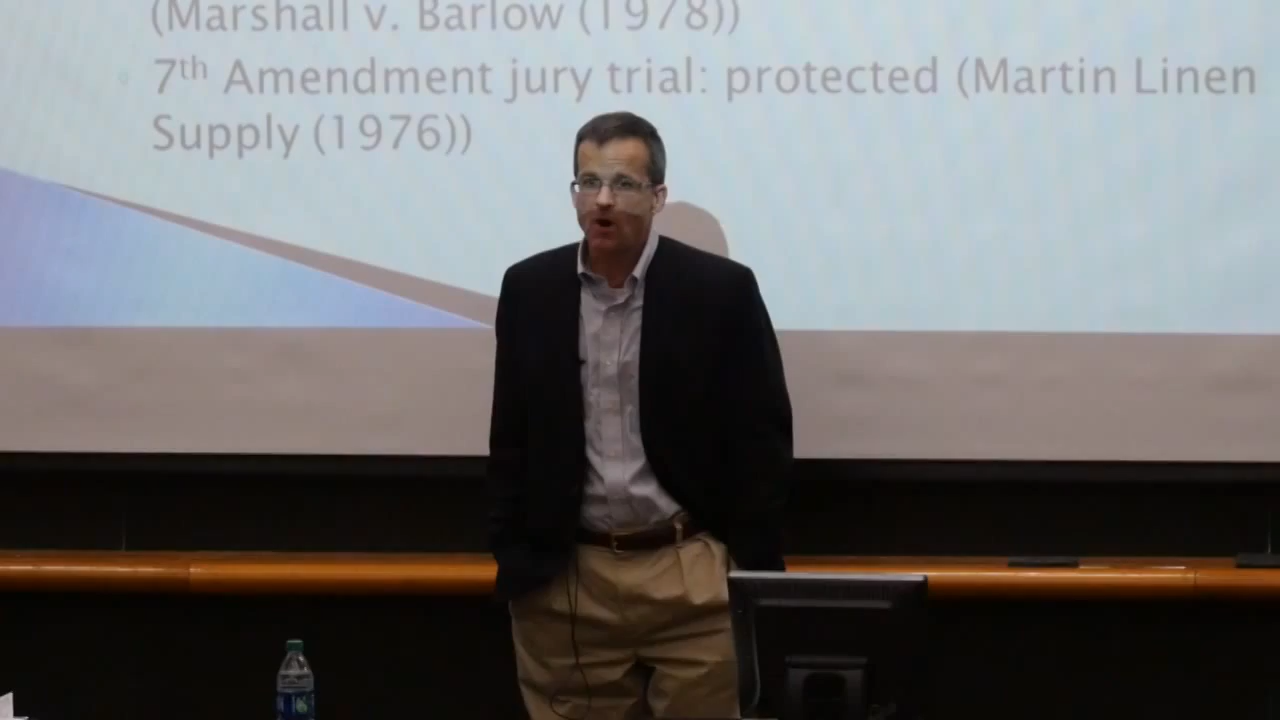 (Marshall v. Barlow (1978))
7th Amendment jury trial: protected (Martin Linen
Supply (1976))